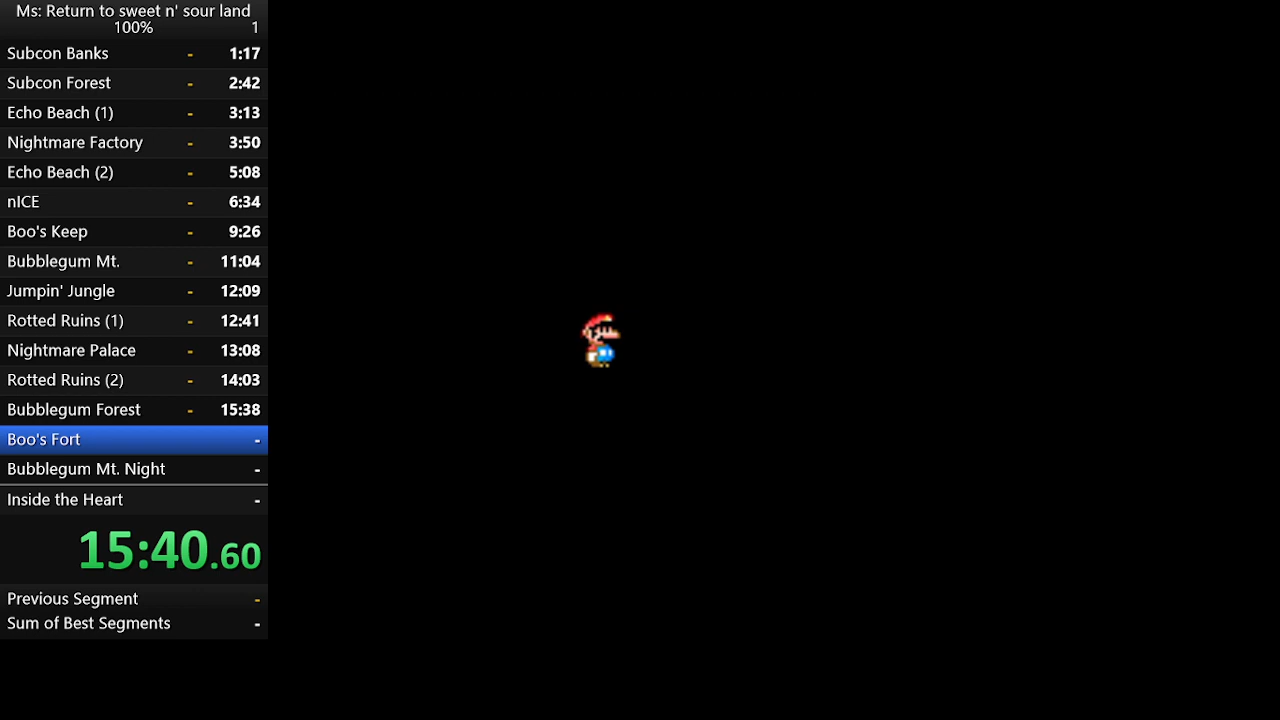 Ms: Return to sweet n' sour land
100% 1
Subcon Banks - 1:17
Subcon Forest - 2:42
Echo Beach (1) - 3:13
Nightmare Factory - 3:50
Echo Beach (2) - 5:08
nICE - 6:34
Boo's Keep - 9:26
Bubblegum Mt. - 11:04
Jumpin' Jungle - 12:09
Rotted Ruins (1) - 12:41
Nightmare Palace - 13:08
Rotted Ruins (2) - 14:03
Bubblegum Forest - 15:38
Boo's Fort -
Bubblegum Mt. Night -
Inside the Heart -
15:40.60
Previous Segment -
Sum of Best Segments -